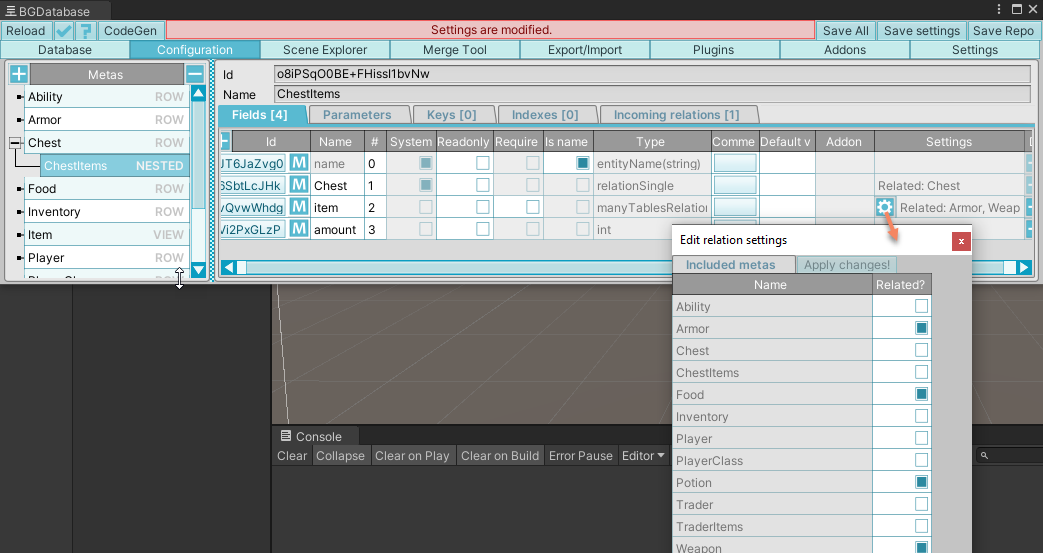 BGDatabase
Reload ? CodeGen Settings are modified. Save All Save settings Save Repo
Database Configuration Scene Explorer Merge Tool Export/Import Plugins Addons Settings
Metas
Ability ROW
Armor ROW
Chest ROW
ChestItems NESTED
Food ROW
Inventory ROW
Item VIEW
Player ROW
Id o8iPSqO0BE+FHissI1bvNw
Name ChestItems
Fields [4] Parameters Keys [0] Indexes [0] Incoming relations [1]
Id Name # System Readonly Require Is name Type Comme Default v Addon Settings
JT6JaZvg0 M name 0 entityName(string)
6SbtLcJHk M Chest 1 relationSingle Related: Chest
vQvwWhdg M item 2 manyTablesRelation Related: Armor, Weap
Vi2PxGLzP M amount 3 int
Edit relation settings x
Included metas Apply changes!
Name Related?
Ability
Armor
Chest
ChestItems
Food
Inventory
Player
PlayerClass
Potion
Trader
TraderItems
Weapon
Console
Clear Collapse Clear on Play Clear on Build Error Pause Editor